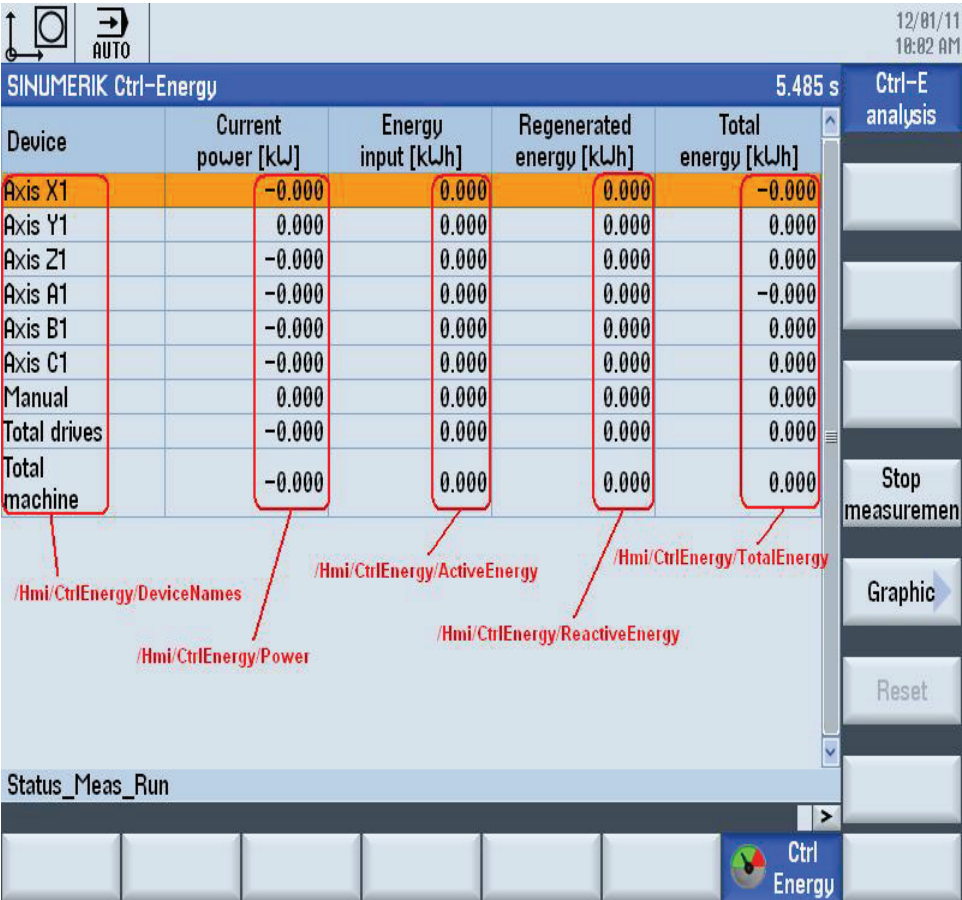 AUTO
12/01/11
10:02 AM
SINUMERIK Ctrl-Energy 5.485 s
Ctrl-E
analysis
Device Current power [kW] Energy input [kWh] Regenerated energy [kWh] Total energy [kWh]
Axis X1 -0.000 0.000 0.000 -0.000
Axis Y1 0.000 0.000 0.000 0.000
Axis Z1 -0.000 0.000 0.000 0.000
Axis A1 -0.000 0.000 0.000 -0.000
Axis B1 -0.000 0.000 0.000 0.000
Axis C1 -0.000 0.000 0.000 0.000
Manual 0.000 0.000 0.000 0.000
Total drives -0.000 0.000 0.000 0.000
Total machine -0.000 0.000 0.000 0.000
Stop
measuremen
/Hmi/CtrlEnergy/TotalEnergy
/Hmi/CtrlEnergy/ActiveEnergy
/Hmi/CtrlEnergy/DeviceNames
Graphic
/Hmi/CtrlEnergy/ReactiveEnergy
/Hmi/CtrlEnergy/Power
Reset
Status_Meas_Run
>
Ctrl
Energy